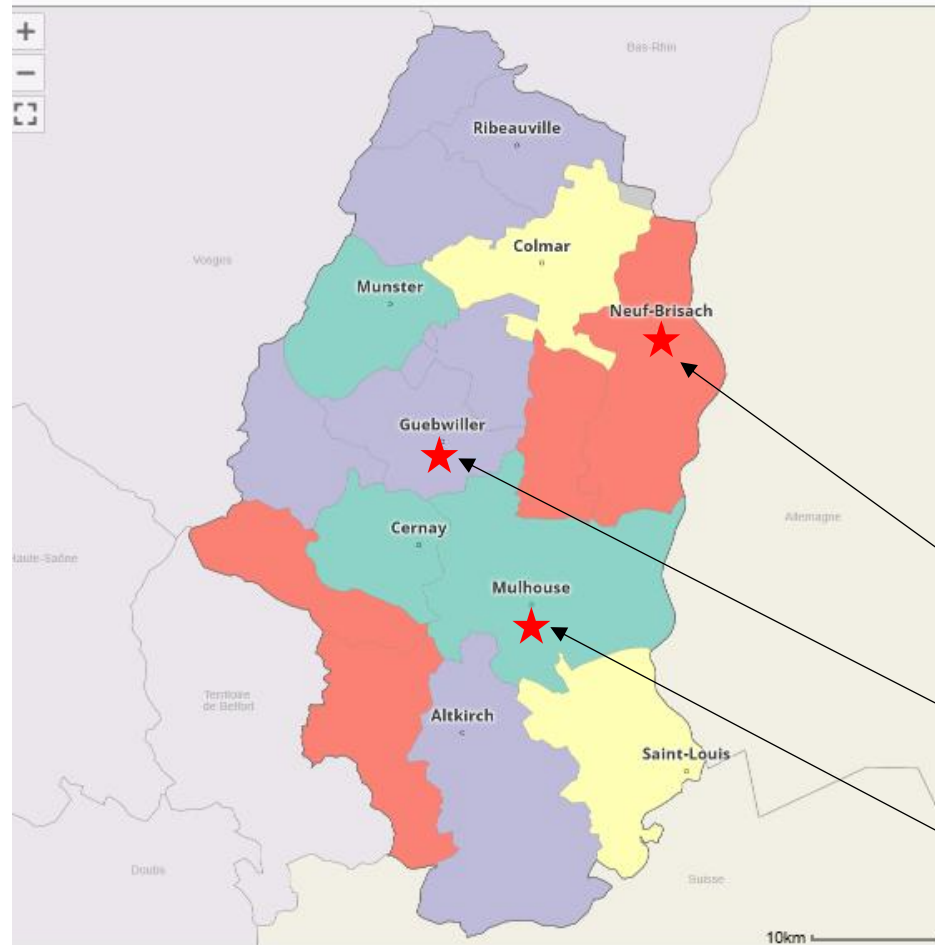 +
Bas-Rhin
−
Ribeauville
Colmar
Vosges
Munster
Neuf-Brisach
Guebwiller
Allemagne
Cernay
Haute-Saône
Mulhouse
Territoire
de Belfort
Altkirch
Saint-Louis
Doubs
Suisse
10km